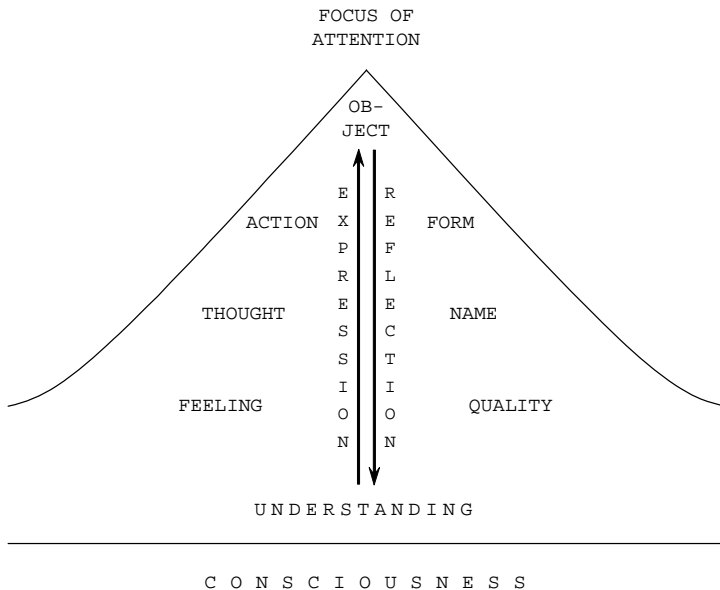 FOCUS OF
ATTENTION
OB-
JECT
EXPRESSION
REFLECTION
ACTION
FORM
THOUGHT
NAME
FEELING
QUALITY
UNDERSTANDING
CONSCIOUSNESS